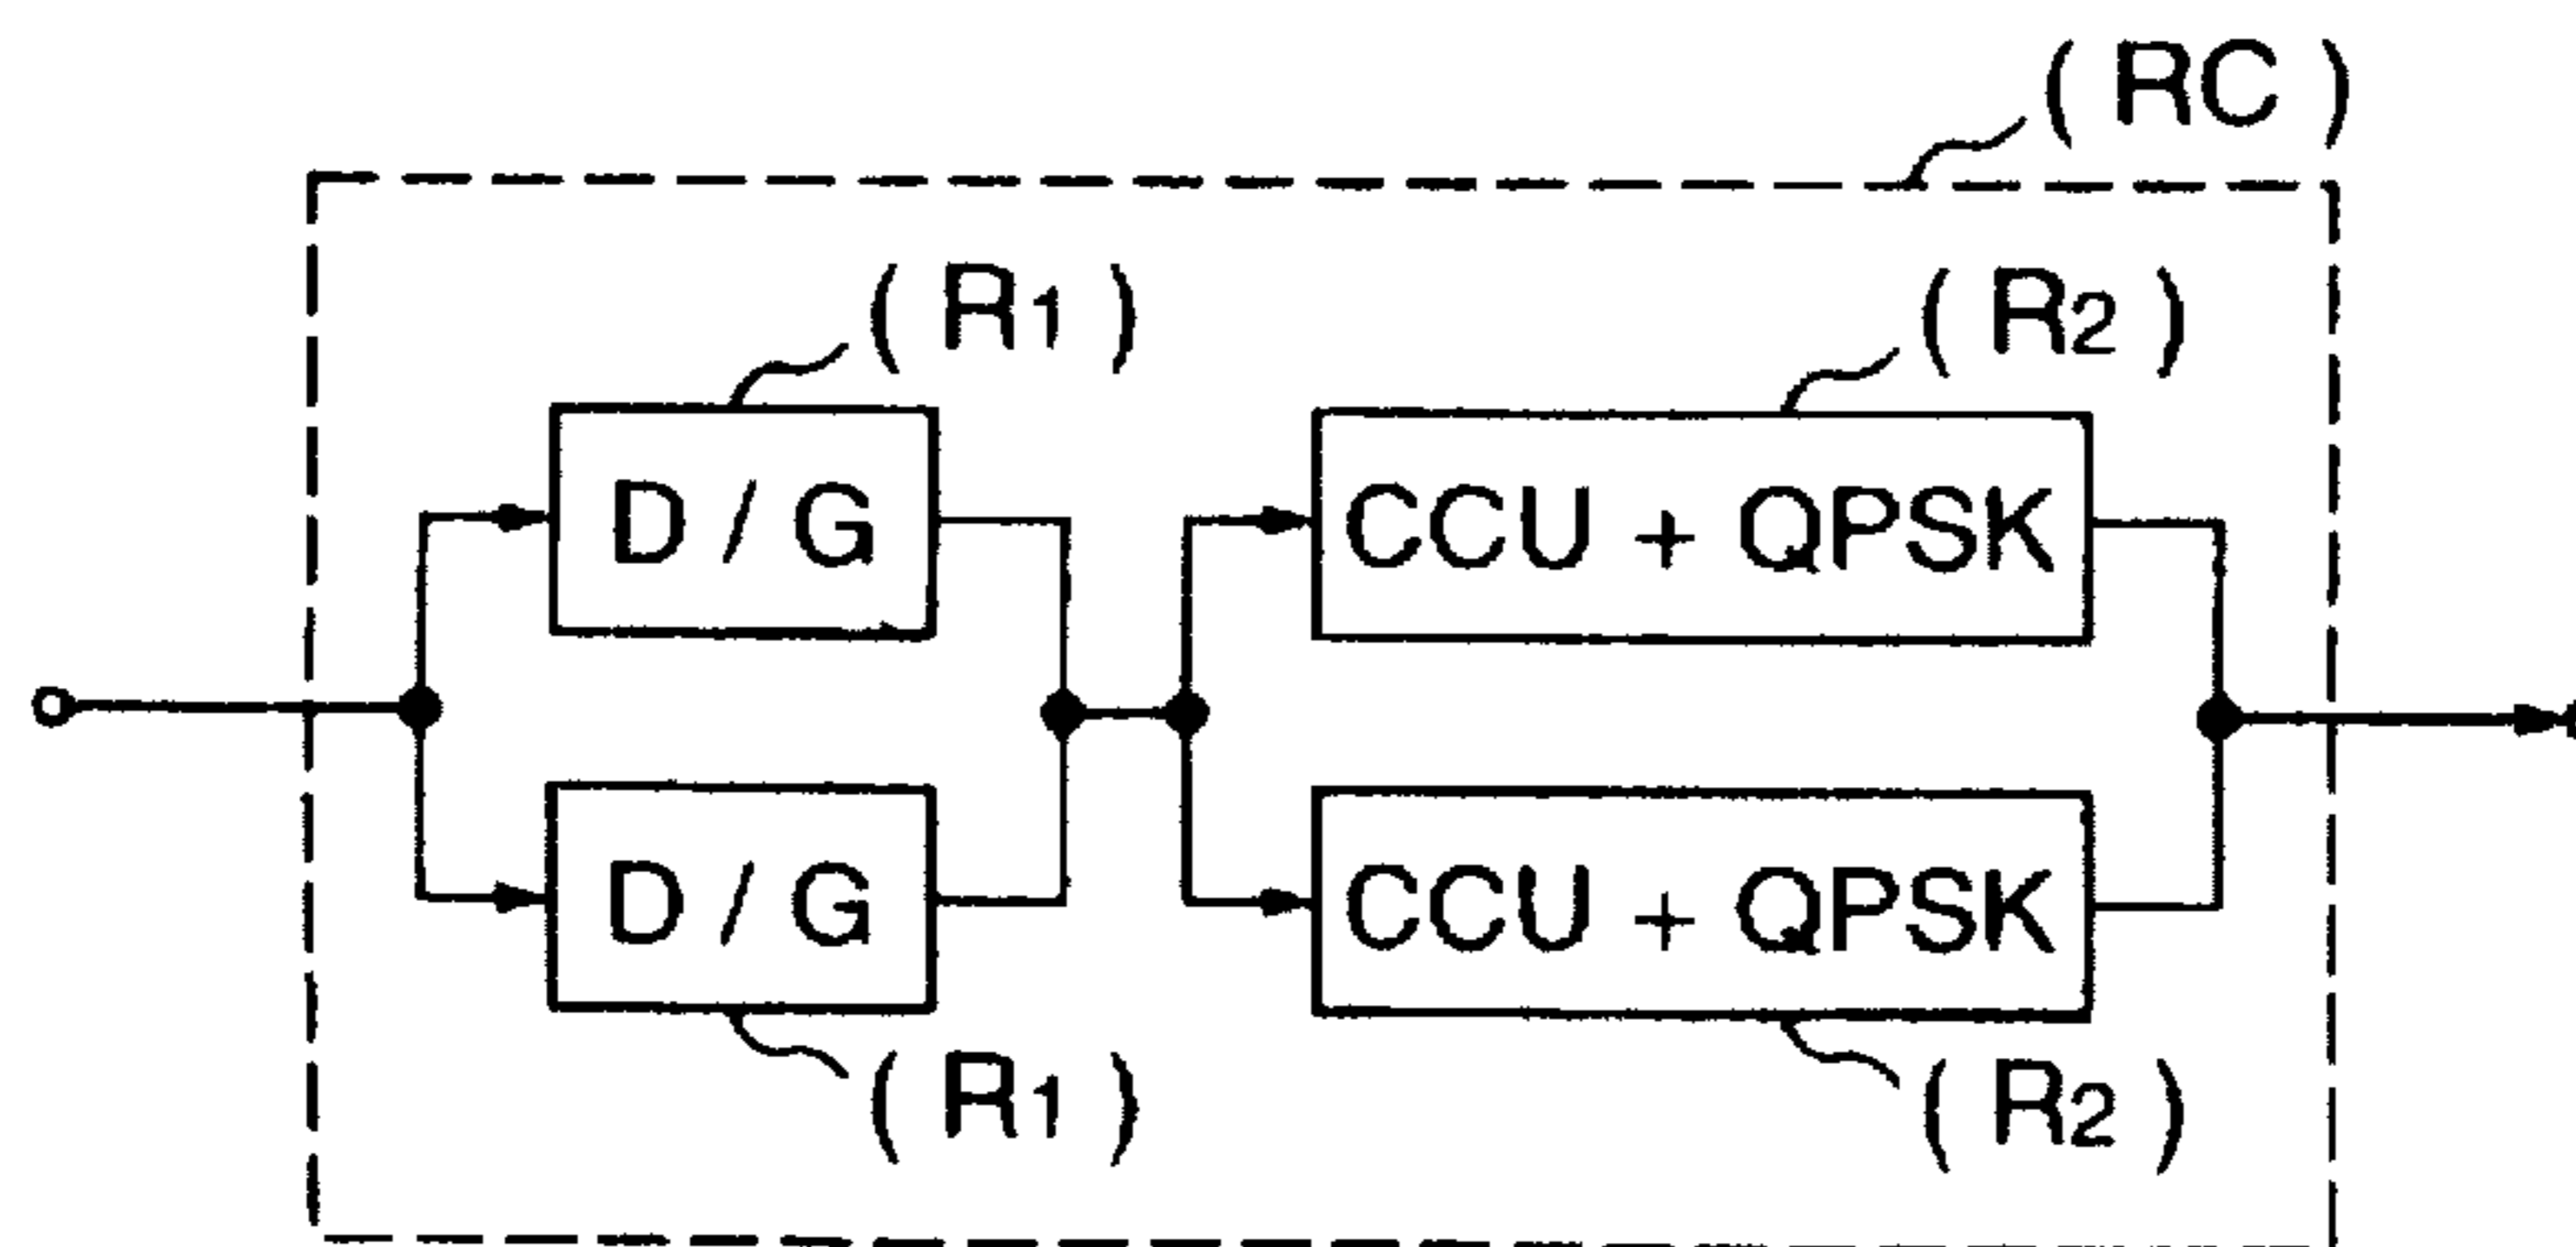 ( RC )
( R1 )
( R2 )
D / G
CCU + QPSK
D / G
CCU + QPSK
( R1 )
( R2 )